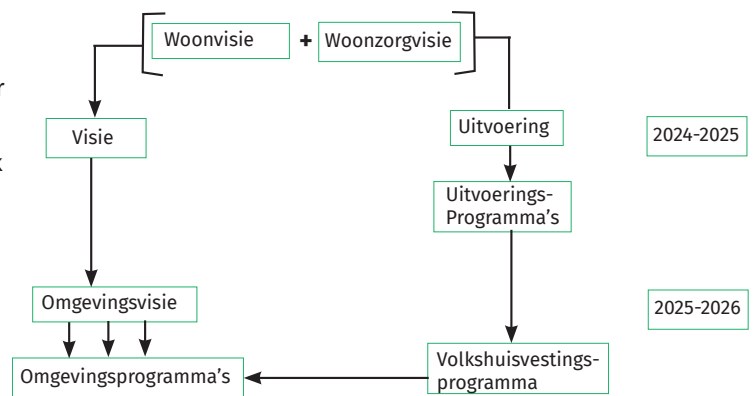 Woonvisie + Woonzorgvisie
r
Visie
Uitvoering
2024-2025
k
Uitvoerings-
Programma's
Omgevingsvisie
2025-2026
Omgevingsprogramma's
Volkshuisvestings-
programma